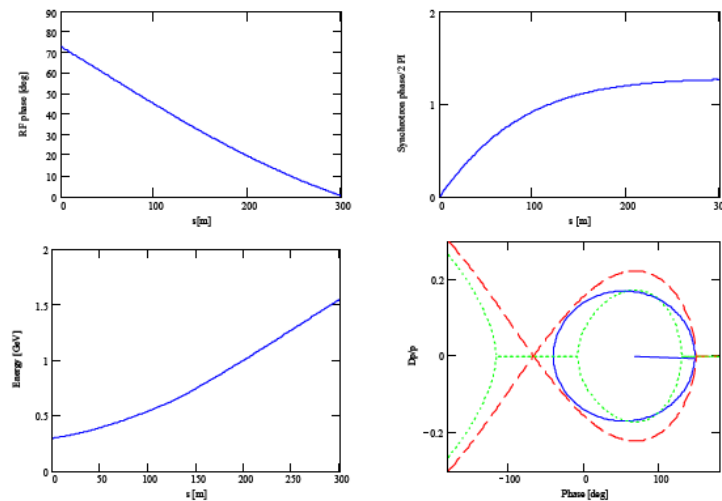 90
80
70
60
50
40
30
20
10
0
RF phase [deg]
0 100 200 300
s[m]
2
1
0
Synchrotron phase/2 PI
0 100 200 300
s [m]
2
1.5
1
0.5
0
Energy [GeV]
0 50 100 150 200 250 300
s[m]
0.2
0
−0.2
Dp/p
−100 0 100
Phase [deg]